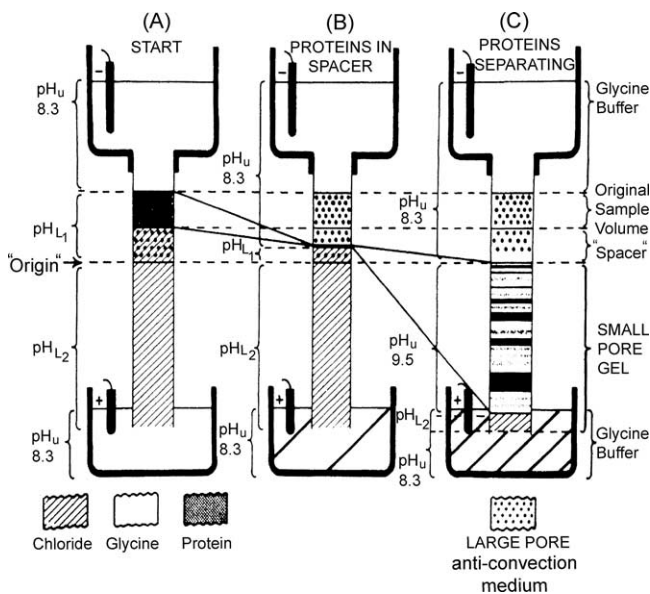 (A)
START
(B)
PROTEINS IN
SPACER
(C)
PROTEINS
SEPARATING
−
pHu
8.3
−
pHu
8.3
−
pHu
8.3
Glycine
Buffer
Original
Sample
Volume
"Spacer"
pHL1
pHL1
"Origin"
pHL2
pHL2
pHu
9.5
SMALL
PORE
GEL
+
pHu
8.3
+
pHu
8.3
+
pHL2
pHu
8.3
Glycine
Buffer
Chloride
Glycine
Protein
LARGE PORE
anti-convection
medium